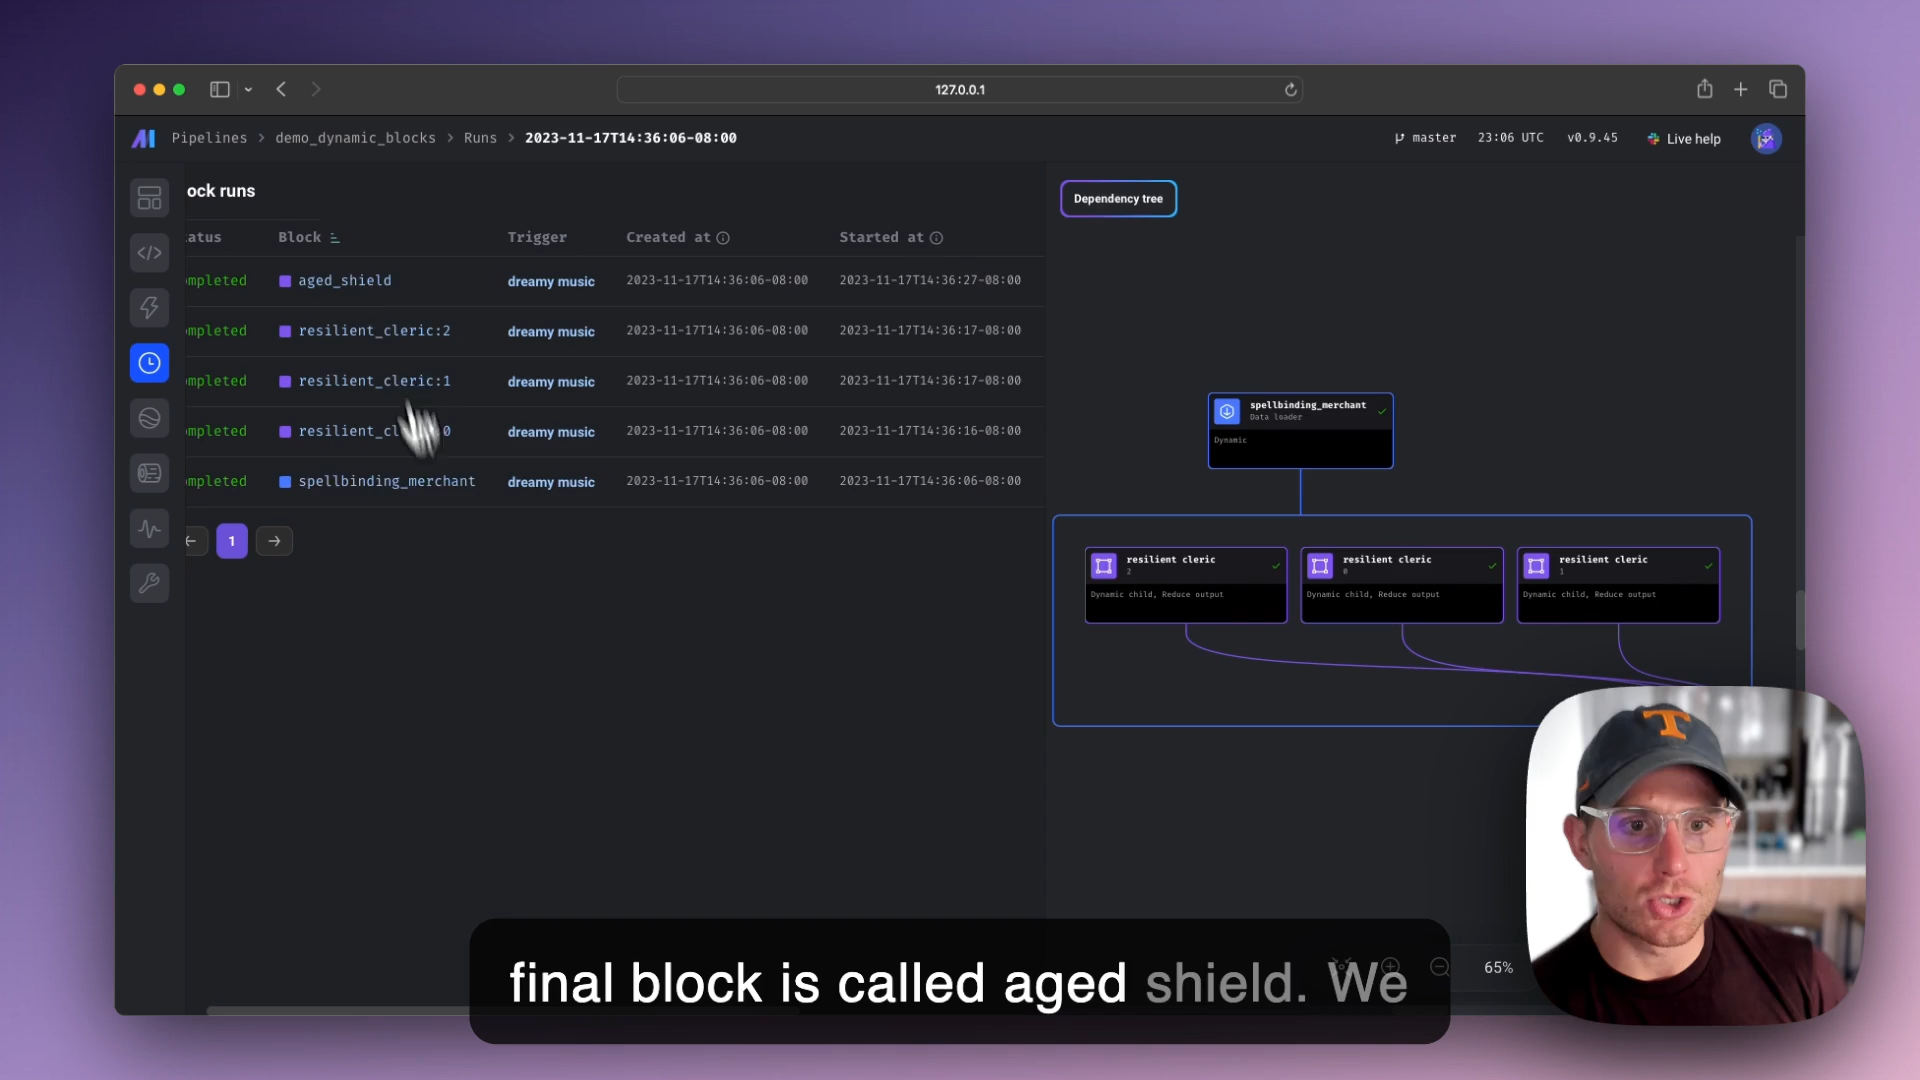 127.0.0.1
Pipelines > demo_dynamic_blocks > Runs > 2023-11-17T14:36:06-08:00
master 23:06 UTC v0.9.45 Live help
ock runs
Dependency tree
atus Block Trigger Created at Started at
mpleted aged_shield dreamy music 2023-11-17T14:36:06-08:00 2023-11-17T14:36:27-08:00
mpleted resilient_cleric:2 dreamy music 2023-11-17T14:36:06-08:00 2023-11-17T14:36:17-08:00
mpleted resilient_cleric:1 dreamy music 2023-11-17T14:36:06-08:00 2023-11-17T14:36:17-08:00
mpleted resilient_cl 0 dreamy music 2023-11-17T14:36:06-08:00 2023-11-17T14:36:16-08:00
mpleted spellbinding_merchant dreamy music 2023-11-17T14:36:06-08:00 2023-11-17T14:36:06-08:00
1
spellbinding_merchant
Data loader
Dynamic
resilient cleric
2
Dynamic child, Reduce output
resilient cleric
0
Dynamic child, Reduce output
resilient cleric
1
Dynamic child, Reduce output
T
65%
final block is called aged shield. We